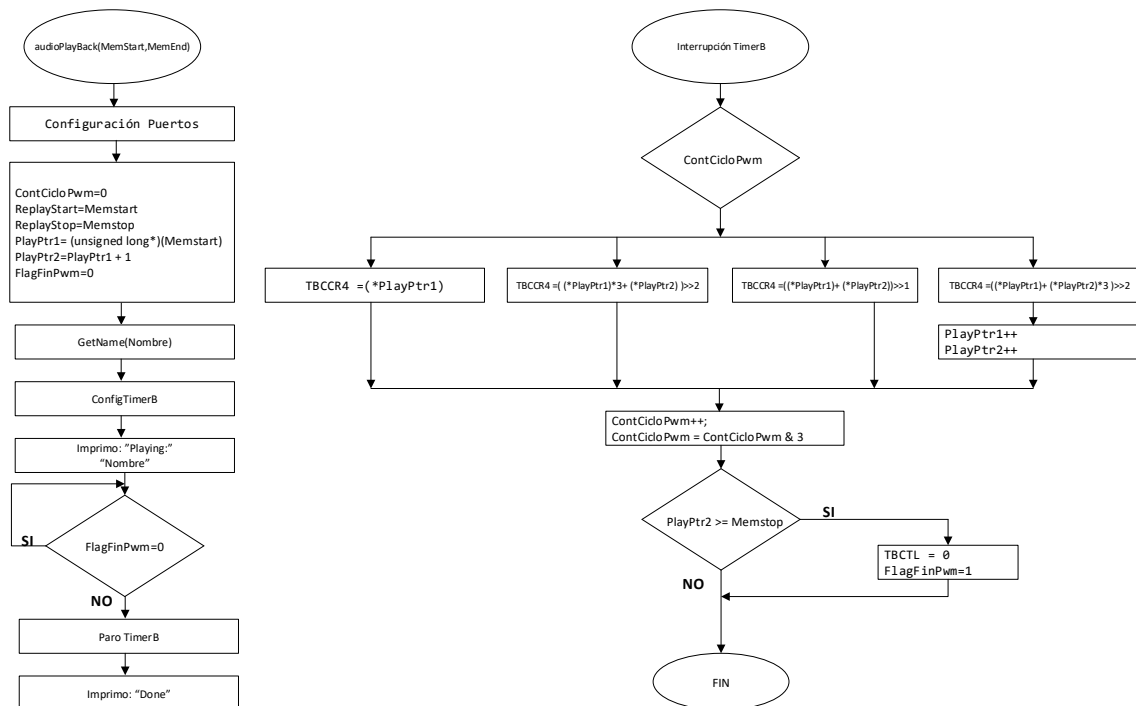 audioPlayBack(MemStart,MemEnd)
Configuración Puertos
ContCicloPwm=0
ReplayStart=Memstart
ReplayStop=Memstop
PlayPtr1= (unsigned long*)(Memstart)
PlayPtr2=PlayPtr1 + 1
FlagFinPwm=0
GetName(Nombre)
ConfigTimerB
Imprimo: ”Playing:”
“Nombre”
FlagFinPwm=0
SI
NO
Paro TimerB
Imprimo: “Done”
Interrupción TimerB
ContCicloPwm
TBCCR4 =(*PlayPtr1)
TBCCR4 =( (*PlayPtr1)*3+ (*PlayPtr2) )>>2
TBCCR4 =((*PlayPtr1)+ (*PlayPtr2))>>1
TBCCR4 =((*PlayPtr1)+ (*PlayPtr2)*3 )>>2
PlayPtr1++
PlayPtr2++
ContCicloPwm++;
ContCicloPwm = ContCicloPwm & 3
PlayPtr2 >= Memstop
SI
TBCTL = 0
FlagFinPwm=1
NO
FIN